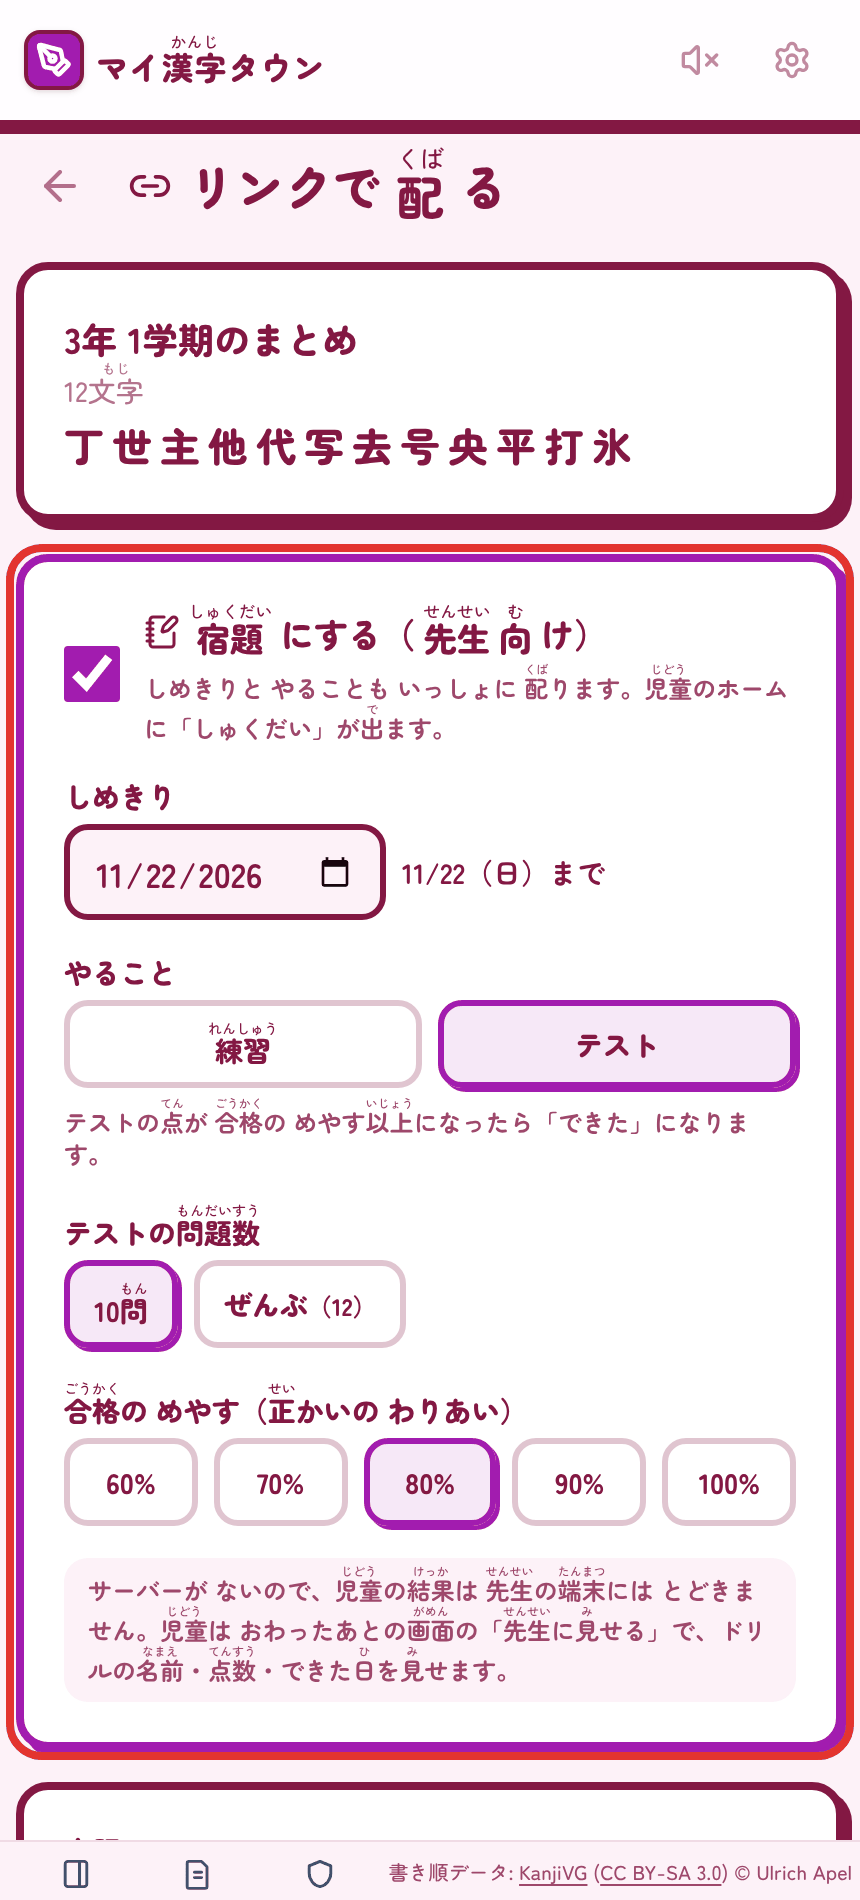 かんじ
マイ漢字タウン
くば
リンクで 配 る
3年 1学期のまとめ
もじ
12文字
丁世主他代写去号央平打氷
しゅくだい せんせい む
宿題 にする（ 先生 向 け）
くば じどう
しめきりと やることも いっしょに 配ります。児童のホーム
で
に「しゅくだい」が出ます。
しめきり
11/22/2026 11/22（日）まで
やること
れんしゅう
練習 テスト
てん ごうかく いじょう
テストの点が 合格の めやす以上になったら「できた」になりま
す。
もんだいすう
テストの問題数
もん
10問 ぜんぶ（12）
ごうかく せい
合格の めやす（正かいの わりあい）
60% 70% 80% 90% 100%
じどう けっか せんせい たんまつ
サーバーが ないので、児童の結果は 先生の端末には とどきま
じどう がめん せんせい み
せん。児童は おわったあとの画面の「先生に見せる」で、ドリ
なまえ てんすう ひ み
ルの名前・点数・できた日を見せます。
書き順データ: KanjiVG (CC BY-SA 3.0) © Ulrich Apel